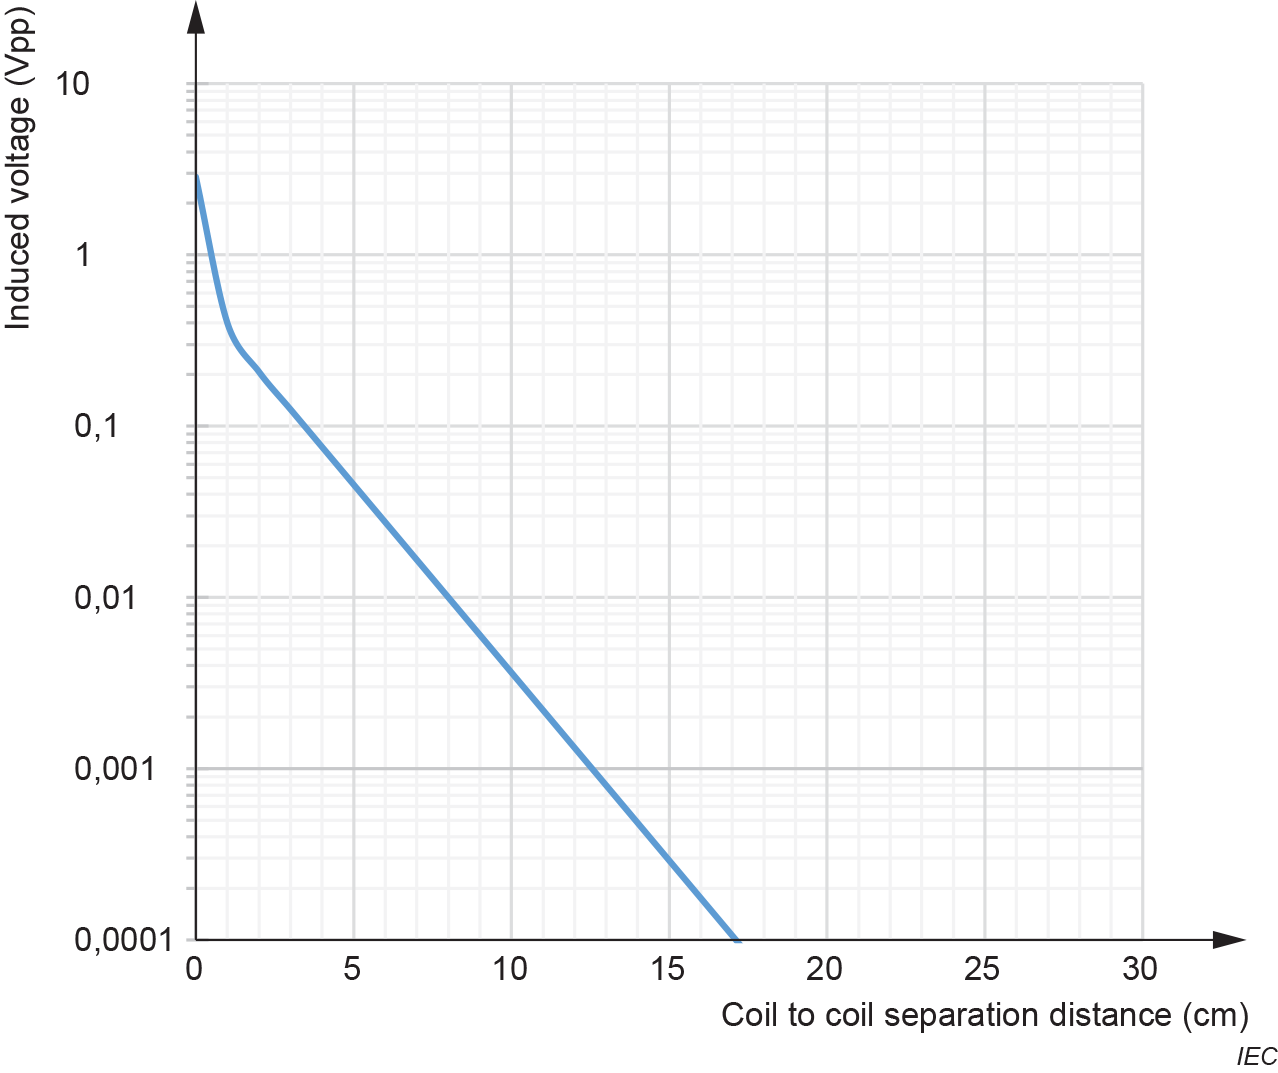 Induced voltage (Vpp)
10
1
0,1
0,01
0,001
0,0001
0 5 10 15 20 25 30
Coil to coil separation distance (cm)
IEC